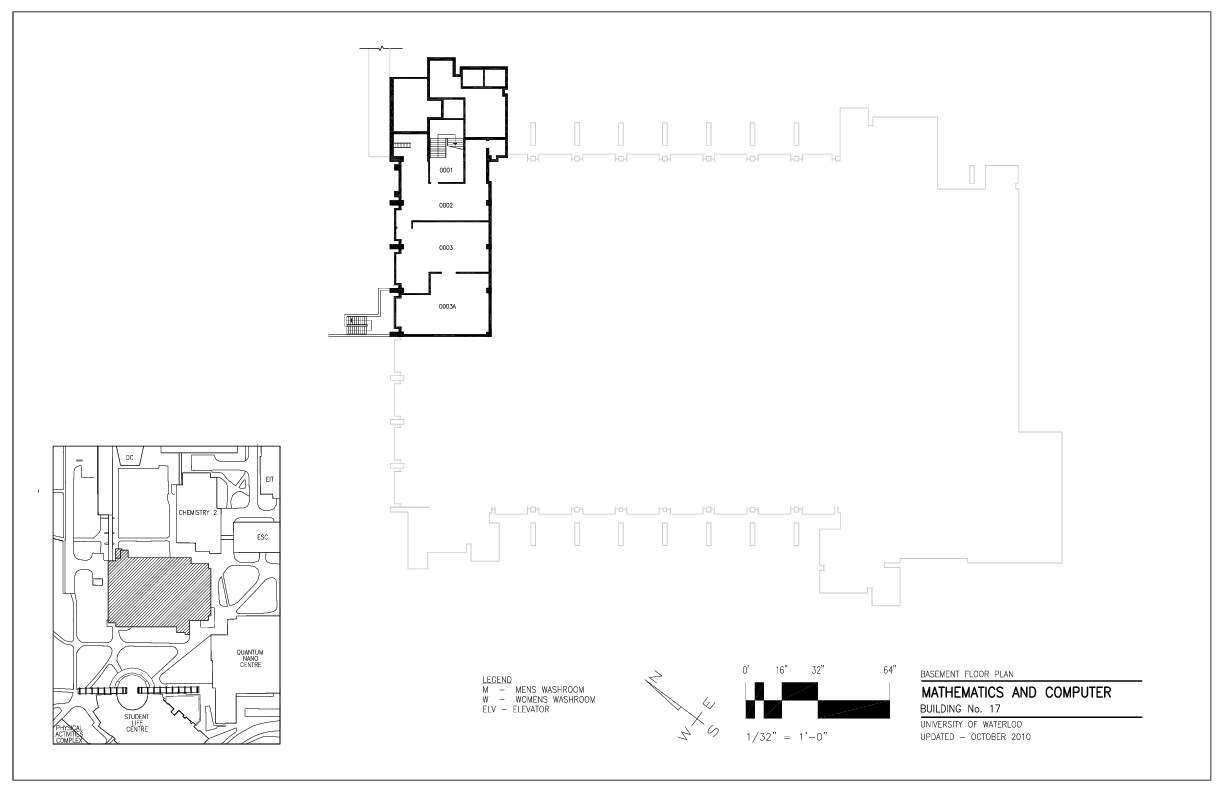 0001
0002
0003
0003A
DC
EIT
CHEMISTRY 2
ESC
QUANTUM
NANO
CENTRE
STUDENT
LIFE
CENTRE
PHYSICAL
ACTIVITIES
COMPLEX
LEGEND
M – MENS WASHROOM
W – WOMENS WASHROOM
ELV – ELEVATOR
N
E
W
S
0' 16" 32" 64"
1/32" = 1'-0"
BASEMENT FLOOR PLAN
MATHEMATICS AND COMPUTER
BUILDING No. 17
UNIVERSITY OF WATERLOO
UPDATED – OCTOBER 2010